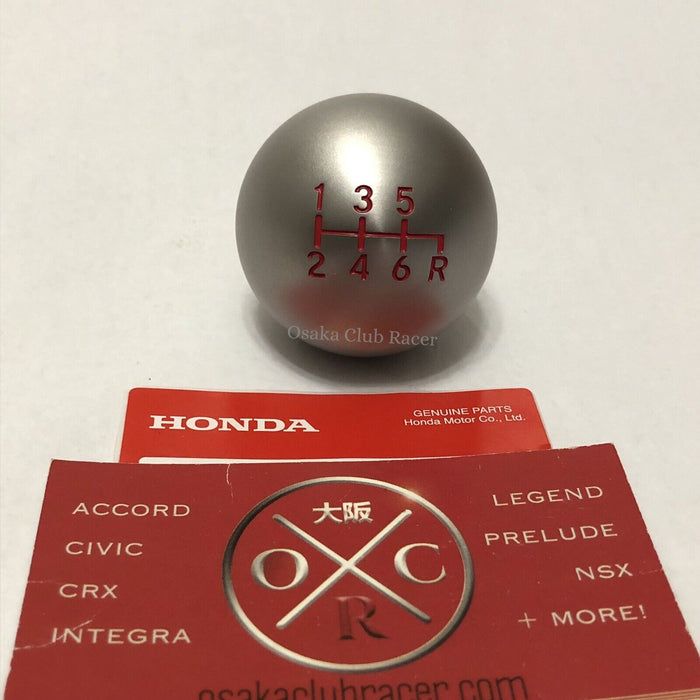 1 3 5
2 4 6 R
Osaka Club Racer
HONDA
GENUINE PARTS
Honda Motor Co., Ltd.
ACCORD
CIVIC
CRX
INTEGRA
大阪
O C
R
LEGEND
PRELUDE
NSX
+ MORE!
osakaclubracer.com